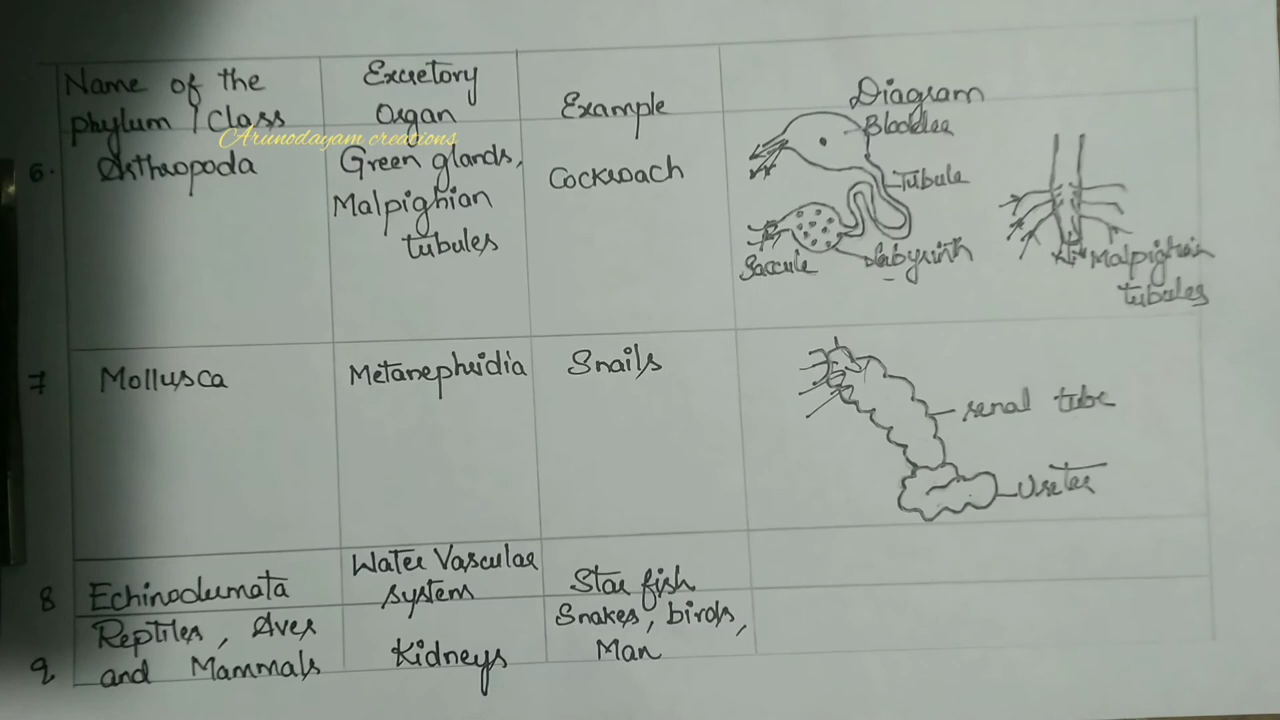 Name of the
phylum / class
Excretory
Organ
Example
Diagram
Arunodayam creations
6.
Arthropoda
Green glands,
Malpighian
tubules
Cockroach
Bladder
Tubule
Saccule
Labyrinth
Malpighian
tubules
7
Mollusca
Metanephridia
Snails
renal tube
Ureter
8
Echinodermata
Water Vascular
system
Star fish
9
Reptiles, Aves
and Mammals
Kidneys
Snakes, birds,
Man